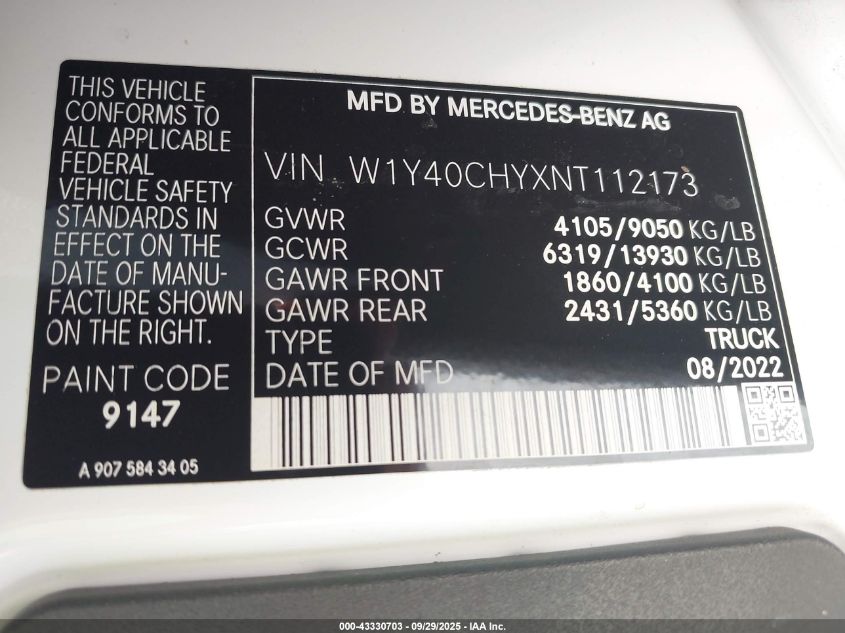 THIS VEHICLE
CONFORMS TO
ALL APPLICABLE
FEDERAL
VEHICLE SAFETY
STANDARDS IN
EFFECT ON THE
DATE OF MANU-
FACTURE SHOWN
ON THE RIGHT.
PAINT CODE
9147
A 907 584 34 05
MFD BY MERCEDES-BENZ AG
VIN W1Y40CHYXNT112173
GVWR 4105/9050 KG/LB
GCWR 6319/13930 KG/LB
GAWR FRONT 1860/4100 KG/LB
GAWR REAR 2431/5360 KG/LB
TYPE TRUCK
DATE OF MFD 08/2022
000-43330703 - 09/29/2025 - IAA Inc.